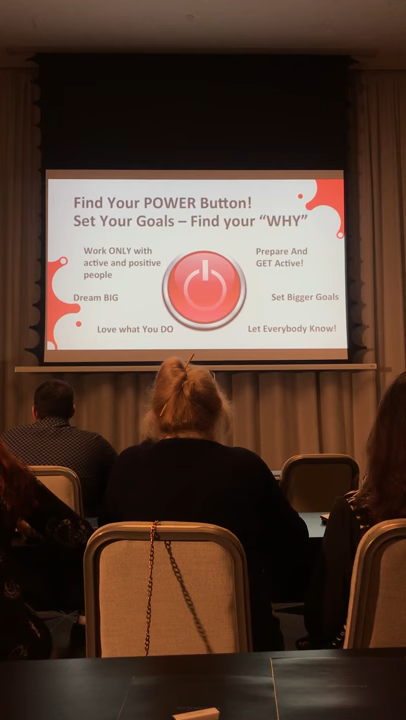 Find Your POWER Button!
Set Your Goals – Find your “WHY”
Work ONLY with
active and positive
people
Prepare And
GET Active!
Dream BIG
Set Bigger Goals
Love what You DO
Let Everybody Know!